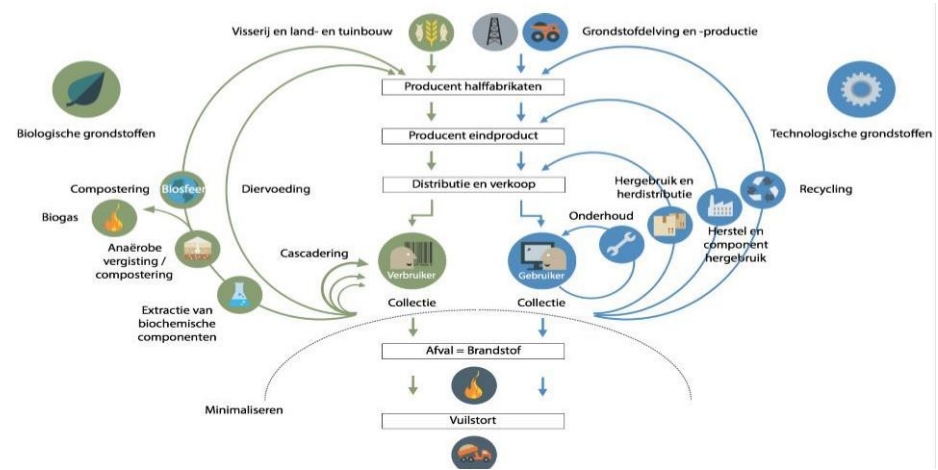 Visserij en land- en tuinbouw
Grondstofdelving en -productie
Producent halffabrikaten
Biologische grondstoffen
Producent eindproduct
Technologische grondstoffen
Distributie en verkoop
Compostering
Biosfeer
Diervoeding
Hergebruik en
herdistributie
Recycling
Biogas
Onderhoud
Herstel en
component
hergebruik
Anaërobe
vergisting /
compostering
Cascadering
Verbruiker
Gebruiker
Extractie van
biochemische
componenten
Collectie
Collectie
Afval = Brandstof
Minimaliseren
Vuilstort